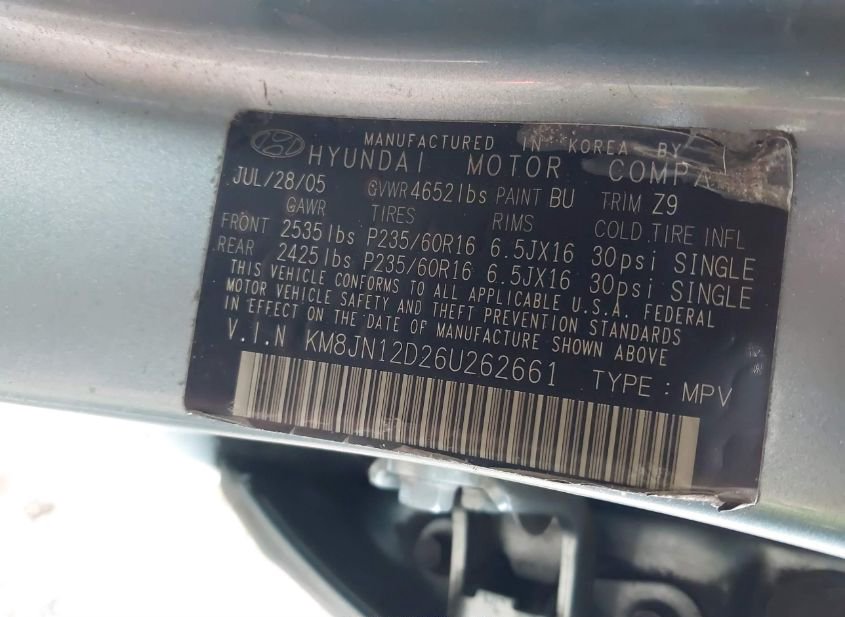 MANUFACTURED IN KOREA BY
HYUNDAI MOTOR COMPA
JUL/28/05 GVWR 4652lbs PAINT BU TRIM Z9
GAWR TIRES RIMS COLD TIRE INFL
FRONT 2535lbs P235/60R16 6.5JX16 30psi SINGLE
REAR 2425lbs P235/60R16 6.5JX16 30psi SINGLE
THIS VEHICLE CONFORMS TO ALL APPLICABLE U.S.A. FEDERAL
MOTOR VEHICLE SAFETY AND THEFT PREVENTION STANDARDS
IN EFFECT ON THE DATE OF MANUFACTURE SHOWN ABOVE
V.I.N KM8JN12D26U262661 TYPE : MPV